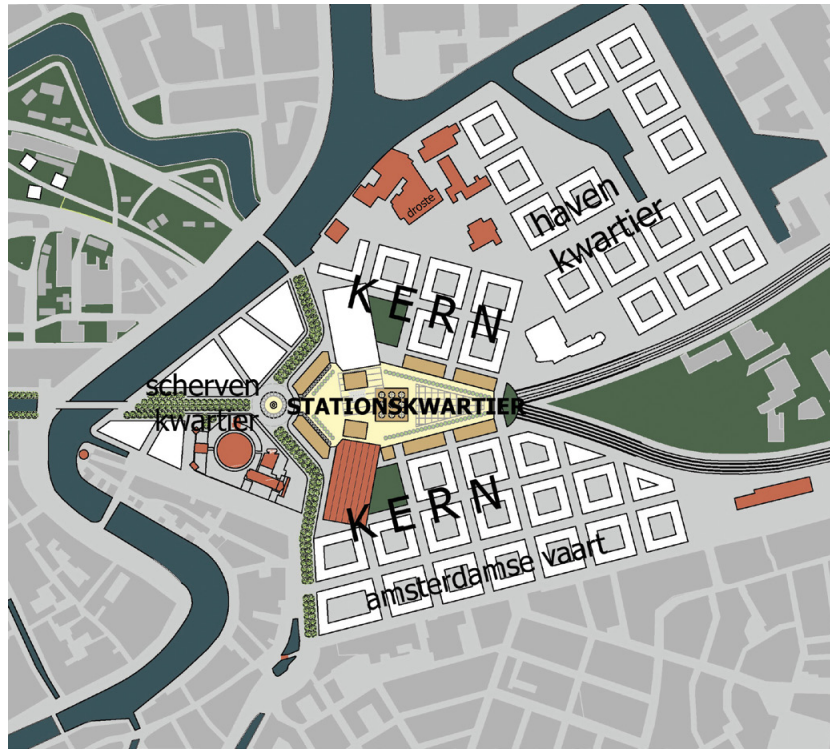 droste
haven
kwartier
KERN
scherven
kwartier
STATIONSKWARTIER
KERN
amsterdamse vaart